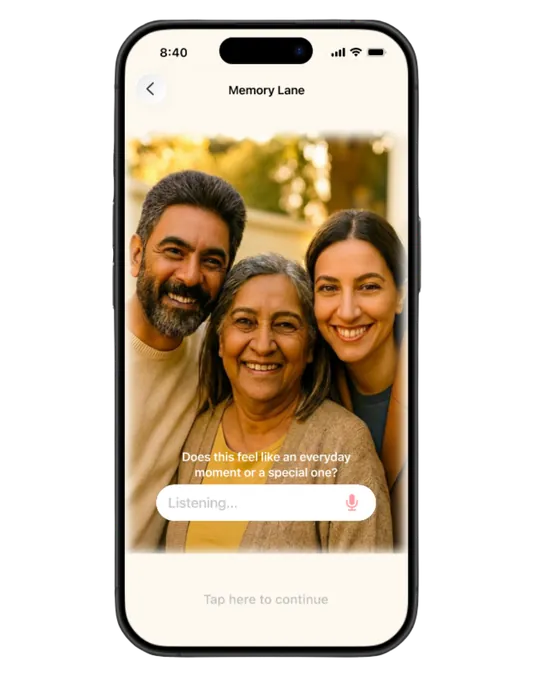 8:40
Memory Lane
Does this feel like an everyday
moment or a special one?
Listening...
Tap here to continue